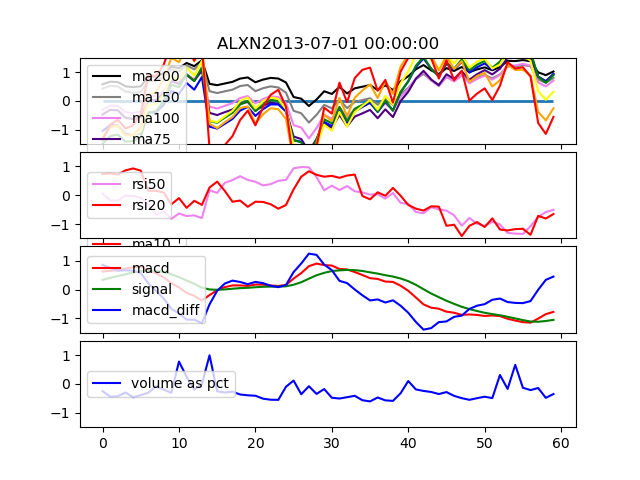 ALXN2013-07-01 00:00:00
1
0
−1
ma200
ma150
ma100
ma75
1
0
−1
rsi50
rsi20
ma10
1
0
−1
macd
signal
macd_diff
1
0
−1
volume as pct
0 10 20 30 40 50 60